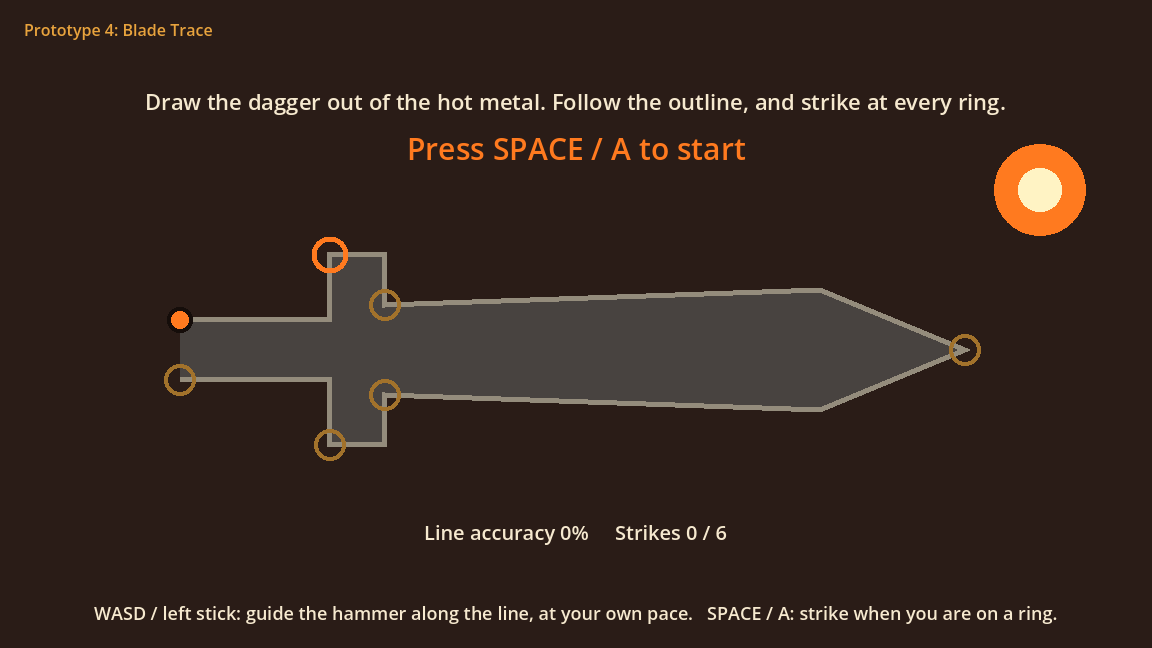 Prototype 4: Blade Trace
Draw the dagger out of the hot metal. Follow the outline, and strike at every ring.
Press SPACE / A to start
Line accuracy 0%     Strikes 0 / 6
WASD / left stick: guide the hammer along the line, at your own pace.   SPACE / A: strike when you are on a ring.